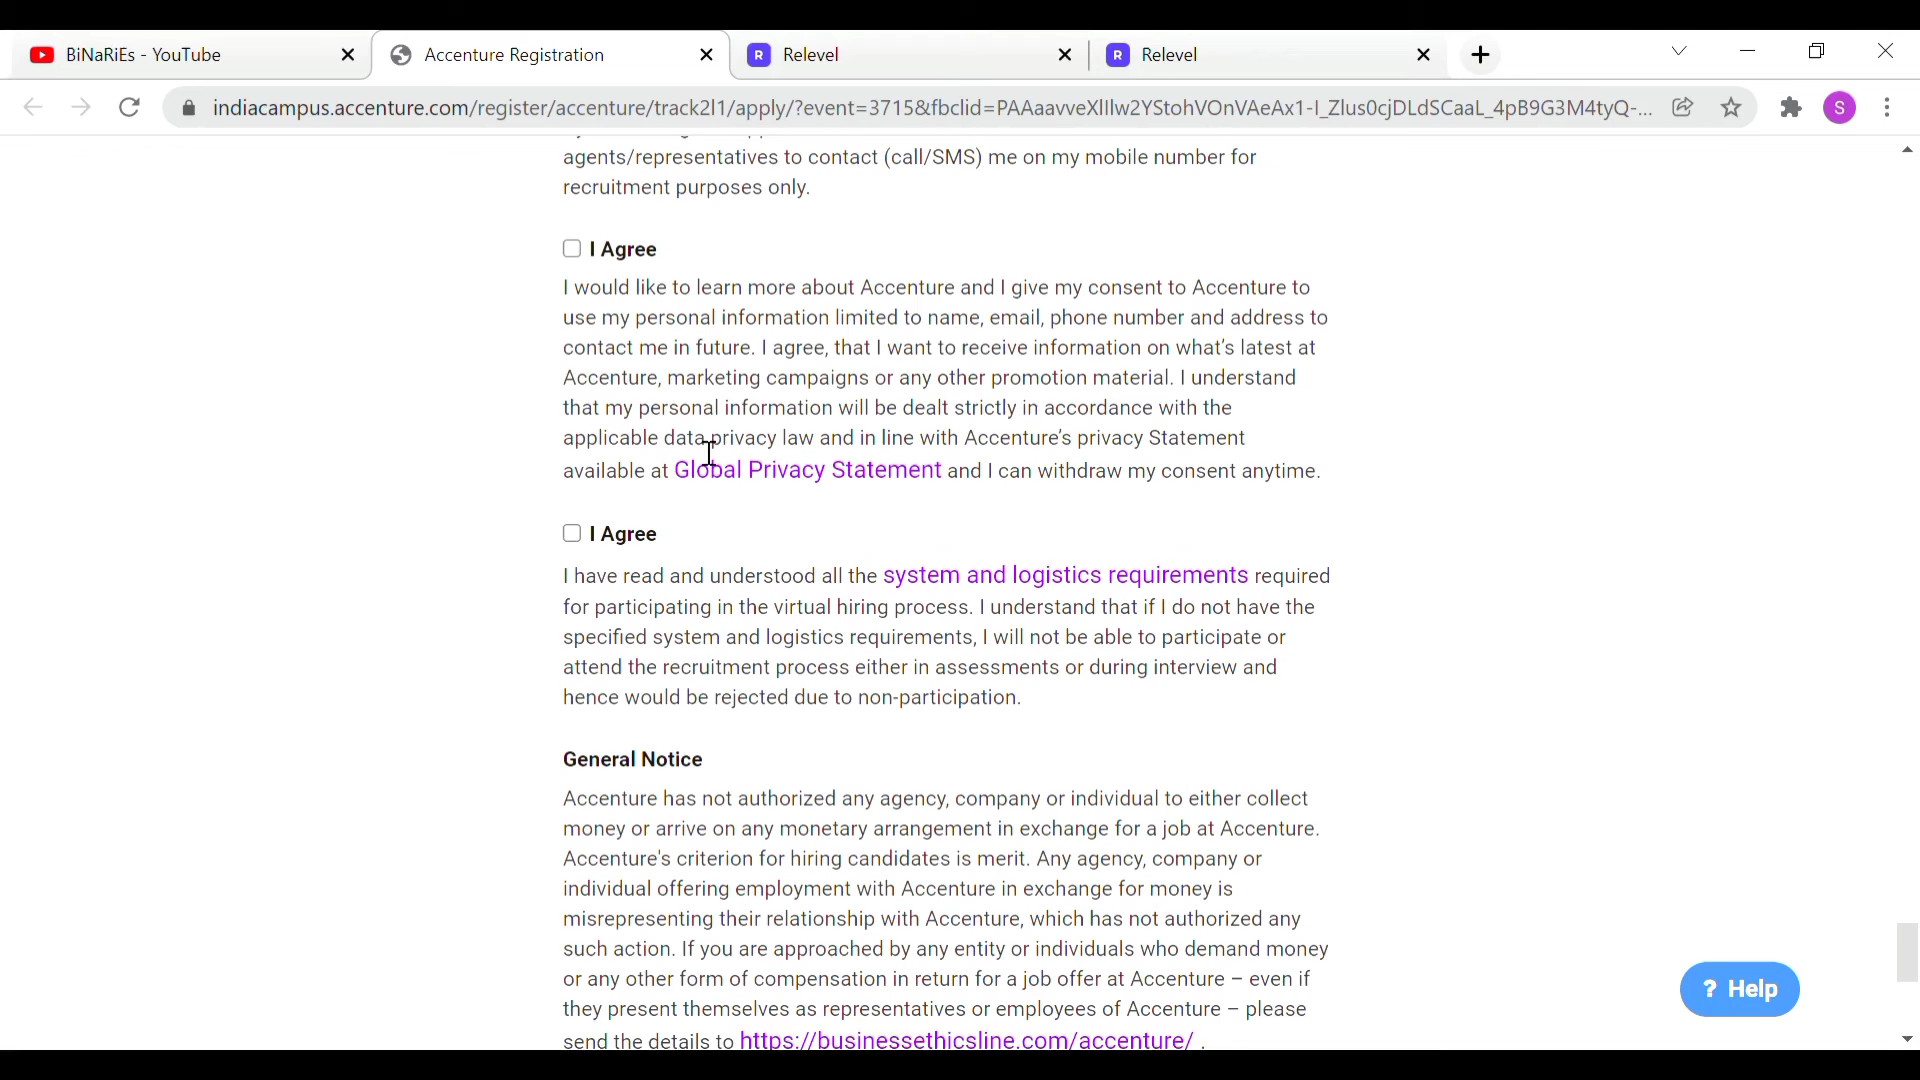 BiNaRiEs - YouTube
Accenture Registration
Relevel
Relevel
indiacampus.accenture.com/register/accenture/track2l1/apply/?event=3715&fbclid=PAAaavveXlIlw2YStohVOnVAeAx1-I_Zlus0cjDLdSCaaL_4pB9G3M4tyQ-...
S
agents/representatives to contact (call/SMS) me on my mobile number for
recruitment purposes only.
I Agree
I would like to learn more about Accenture and I give my consent to Accenture to
use my personal information limited to name, email, phone number and address to
contact me in future. I agree, that I want to receive information on what's latest at
Accenture, marketing campaigns or any other promotion material. I understand
that my personal information will be dealt strictly in accordance with the
applicable data privacy law and in line with Accenture's privacy Statement
available at Global Privacy Statement and I can withdraw my consent anytime.
I Agree
I have read and understood all the system and logistics requirements required
for participating in the virtual hiring process. I understand that if I do not have the
specified system and logistics requirements, I will not be able to participate or
attend the recruitment process either in assessments or during interview and
hence would be rejected due to non-participation.
General Notice
Accenture has not authorized any agency, company or individual to either collect
money or arrive on any monetary arrangement in exchange for a job at Accenture.
Accenture's criterion for hiring candidates is merit. Any agency, company or
individual offering employment with Accenture in exchange for money is
misrepresenting their relationship with Accenture, which has not authorized any
such action. If you are approached by any entity or individuals who demand money
or any other form of compensation in return for a job offer at Accenture – even if
they present themselves as representatives or employees of Accenture – please
send the details to https://businessethicsline.com/accenture/ .
? Help